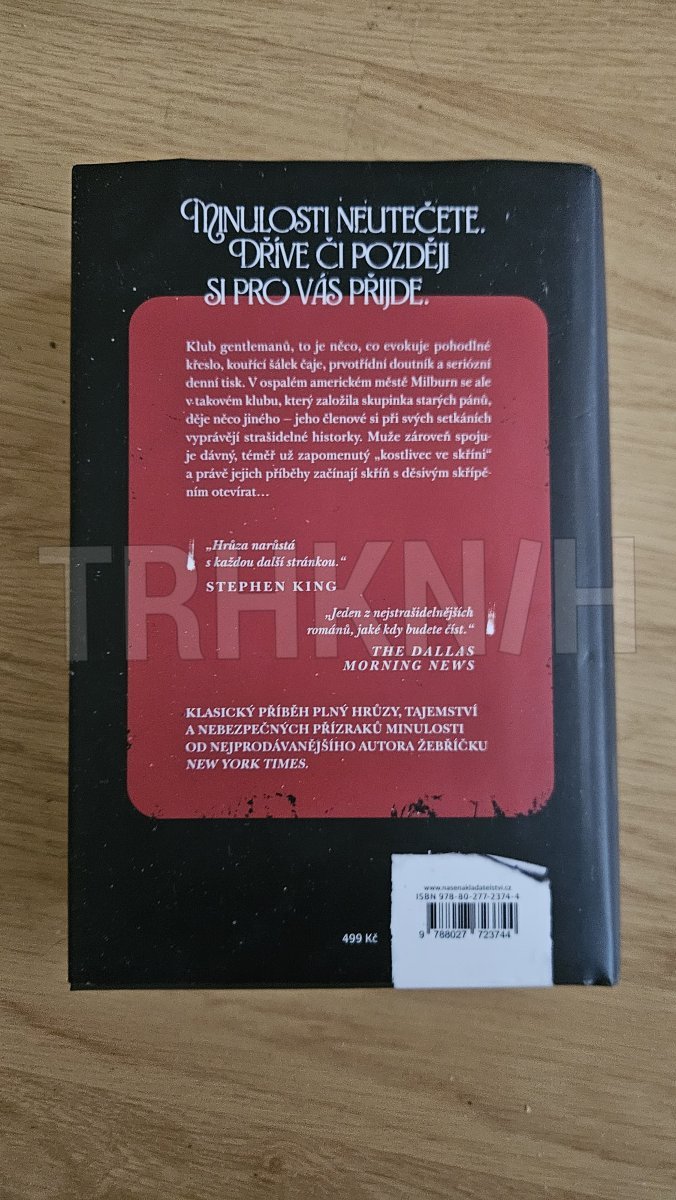 MINULOSTI NEUTEČETE.
DŘÍVE ČI POZDĚJI
SI PRO VÁS PŘIJDE.
Klub gentlemanů, to je něco, co evokuje pohodlné
křeslo, kouřící šálek čaje, prvotřídní doutník a seriózní
denní tisk. V ospalém americkém městě Milburn se ale
v takovém klubu, který založila skupinka starých pánů,
děje něco jiného – jeho členové si při svých setkáních
vyprávějí strašidelné historky. Muže zároveň spoju-
je dávný, téměř už zapomenutý „kostlivec ve skříni“
a právě jejich příběhy začínají skříň s děsivým skřípě-
ním otevírat…
„Hrůza narůstá
s každou další stránkou.“
STEPHEN KING
TRHKNIH
„Jeden z nejstrašidelnějších
románů, jaké kdy budete číst.“
THE DALLAS
MORNING NEWS
KLASICKÝ PŘÍBĚH PLNÝ HRŮZY, TAJEMSTVÍ
A NEBEZPEČNÝCH PŘÍZRAKŮ MINULOSTI
OD NEJPRODÁVANĚJŠÍHO AUTORA ŽEBŘÍČKU
NEW YORK TIMES.
www.nasenakladatelstvi.cz
ISBN 978-80-277-2374-4
9 788027 723744
499 Kč